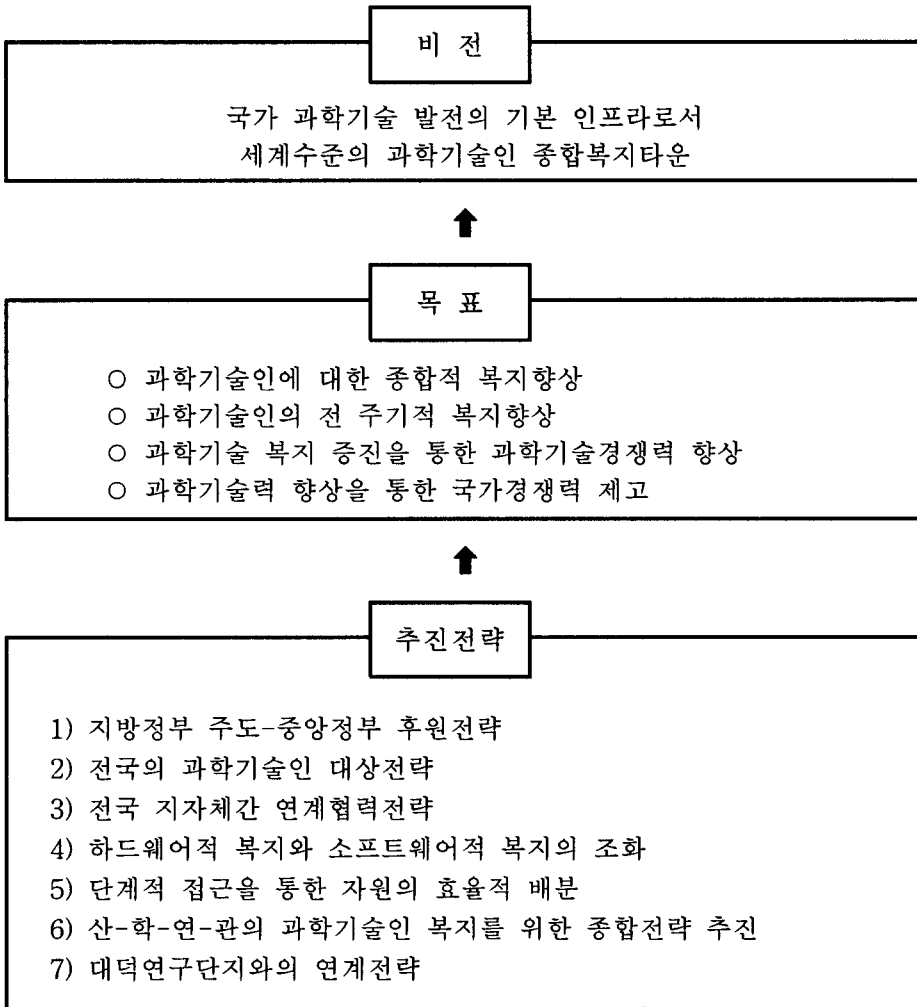 비 전
국가 과학기술 발전의 기본 인프라로서
세계수준의 과학기술인 종합복지타운
목 표
○ 과학기술인에 대한 종합적 복지향상
○ 과학기술인의 전 주기적 복지향상
○ 과학기술 복지 증진을 통한 과학기술경쟁력 향상
○ 과학기술력 향상을 통한 국가경쟁력 제고
추진전략
1) 지방정부 주도-중앙정부 후원전략
2) 전국의 과학기술인 대상전략
3) 전국 지자체간 연계협력전략
4) 하드웨어적 복지와 소프트웨어적 복지의 조화
5) 단계적 접근을 통한 자원의 효율적 배분
6) 산-학-연-관의 과학기술인 복지를 위한 종합전략 추진
7) 대덕연구단지와의 연계전략